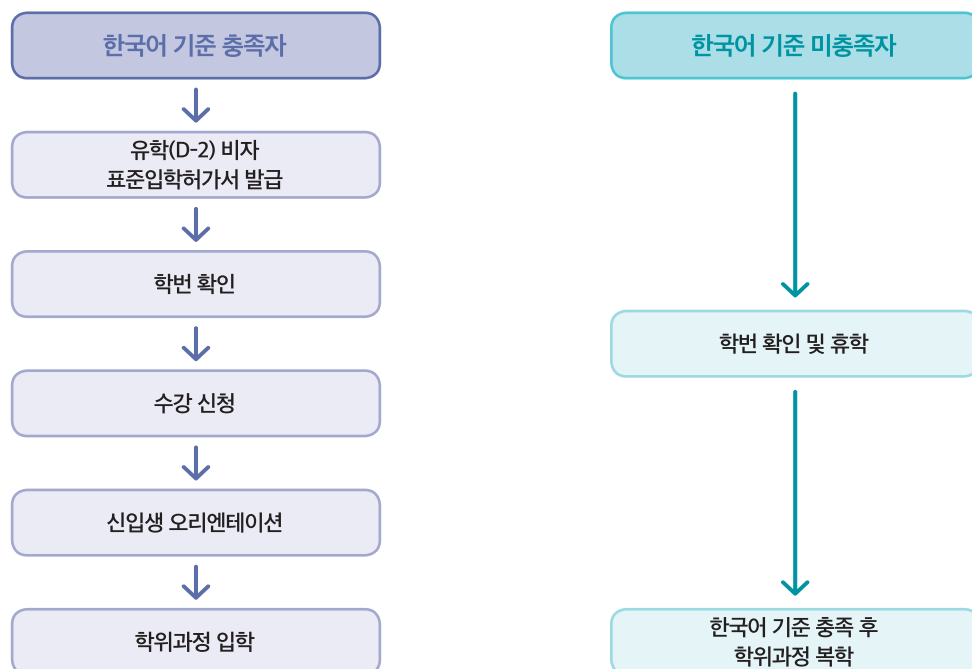 한국어 기준 충족자
유학(D-2) 비자
표준입학허가서 발급
학번 확인
수강 신청
신입생 오리엔테이션
학위과정 입학
한국어 기준 미충족자
학번 확인 및 휴학
한국어 기준 충족 후
학위과정 복학